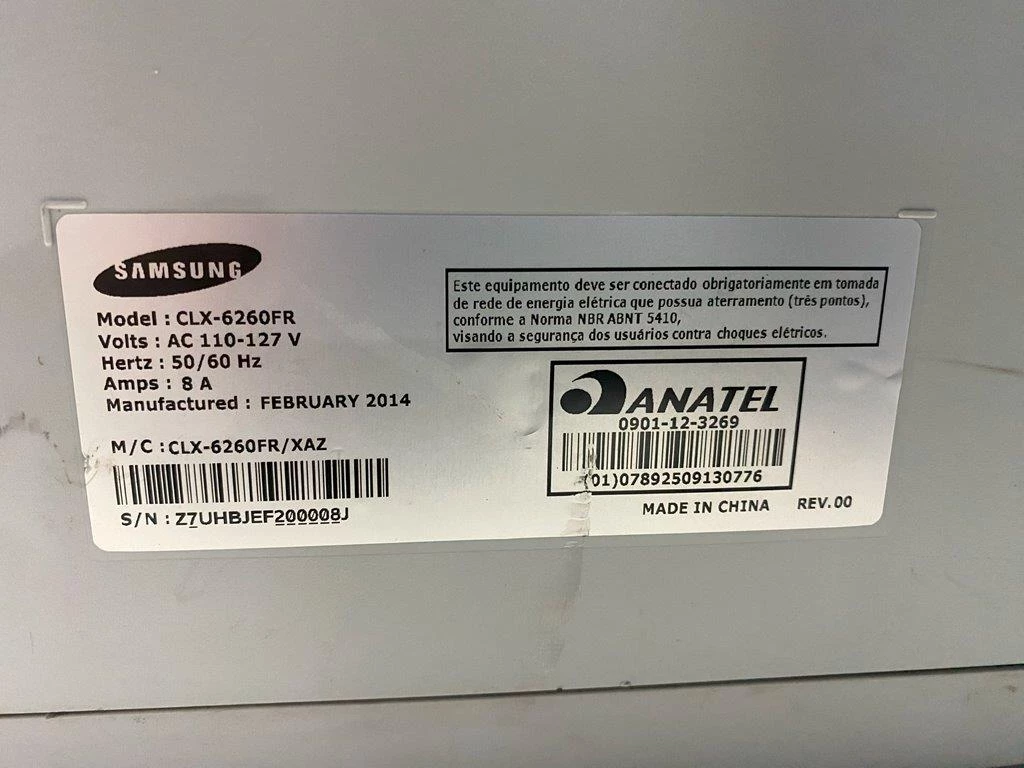 SAMSUNG
Model : CLX-6260FR
Volts : AC 110-127 V
Hertz : 50/60 Hz
Amps : 8 A
Manufactured : FEBRUARY 2014
M/C : CLX-6260FR/XAZ
S/N : Z7UHBJEF200008J
Este equipamento deve ser conectado obrigatoriamente em tomada
de rede de energia elétrica que possua aterramento (três pontos),
conforme a Norma NBR ABNT 5410,
visando a segurança dos usuários contra choques elétricos.
ANATEL
0901-12-3269
(01)07892509130776
MADE IN CHINA REV.00